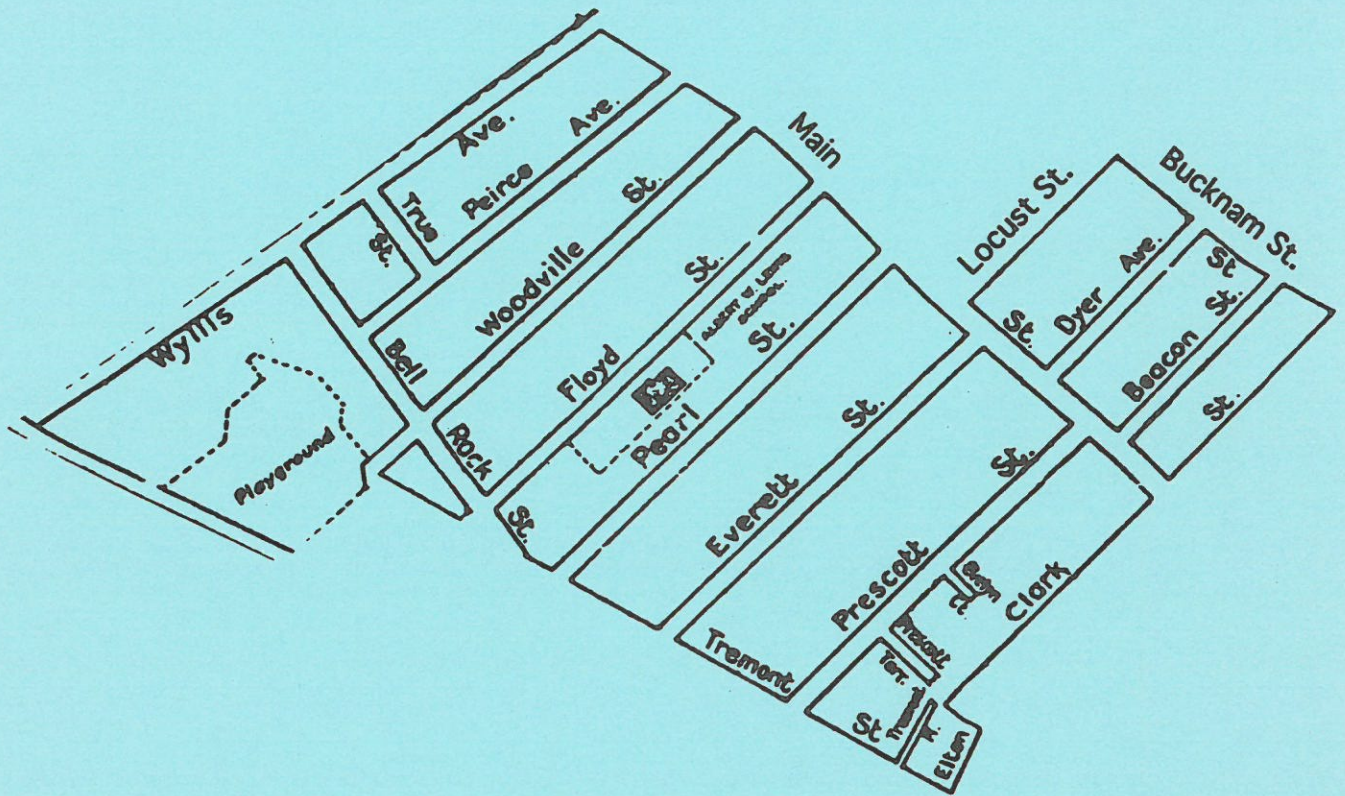 Wyllis Ave.
True St.
Peirce Ave.
Bell
Woodville St.
Rock St.
Floyd St.
Main
ALBERT W. LEWIS
SCHOOL.
Pearl St.
Everett St.
Tremont St
Prescott St.
Prescott
Terr.
Ct
Clark St.
Elton
Locust St.
Bucknam St.
Dyer Ave.
St.
Beacon St.
St
Playground